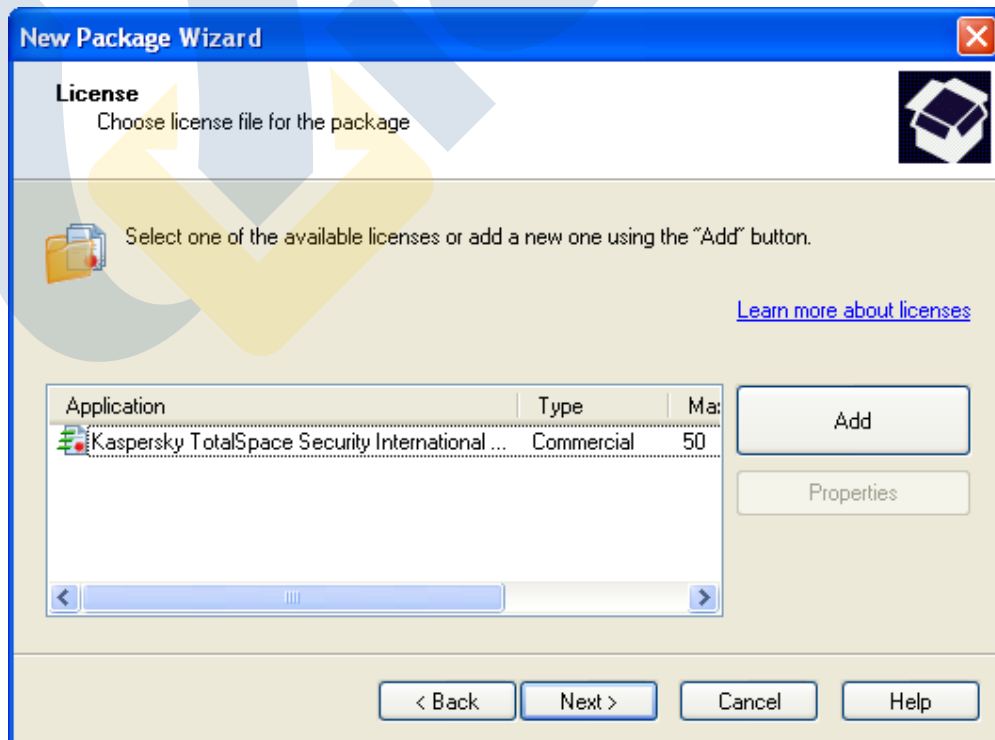 New Package Wizard
License
Choose license file for the package
Select one of the available licenses or add a new one using the "Add" button.
Learn more about licenses
Application Type Ma
Kaspersky TotalSpace Security International ... Commercial 50
Add
Properties
< Back Next > Cancel Help